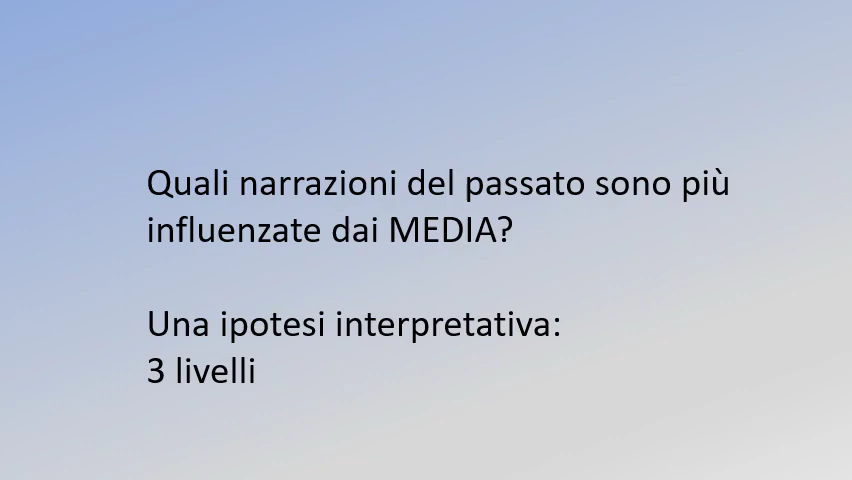 Quali narrazioni del passato sono più
influenzate dai MEDIA?
Una ipotesi interpretativa:
3 livelli